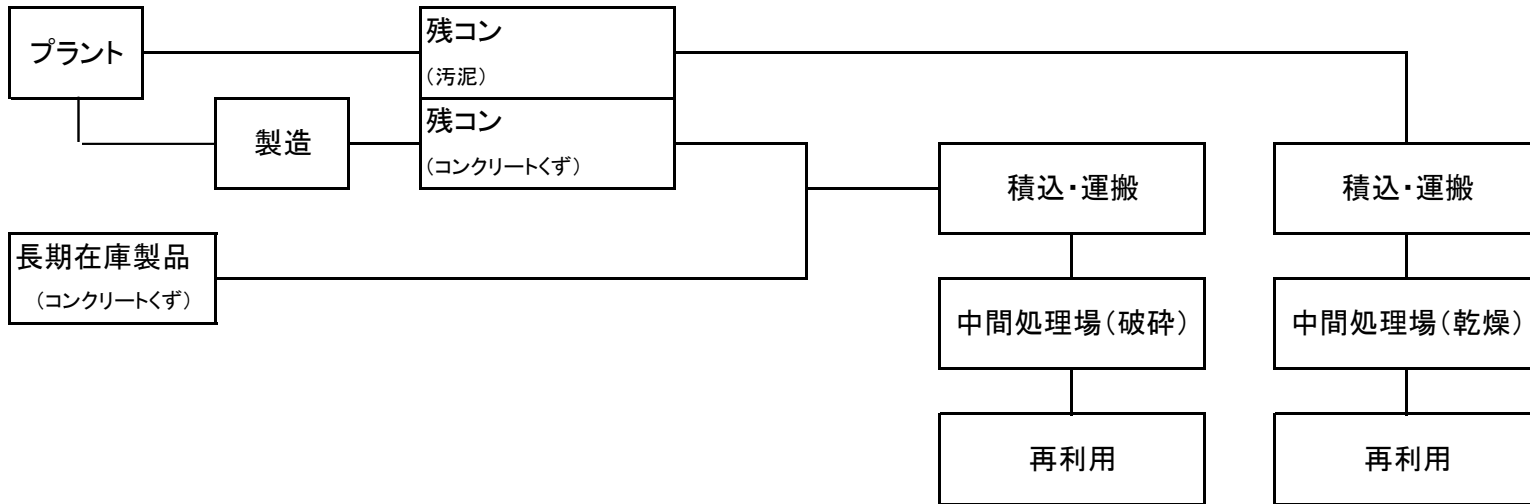 プラント
残コン
（汚泥）
製造
残コン
（コンクリートくず）
積込・運搬
積込・運搬
長期在庫製品
（コンクリートくず）
中間処理場（破砕）
中間処理場（乾燥）
再利用
再利用